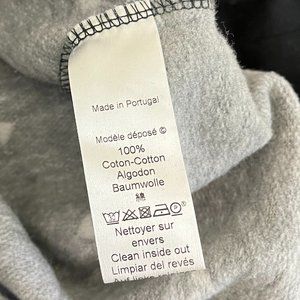 Made in Portugal
Modèle déposé ©
100%
Coton-Cotton
Algodon
Baumwolle
Nettoyer sur
envers
Clean inside out
Limpiar del revés